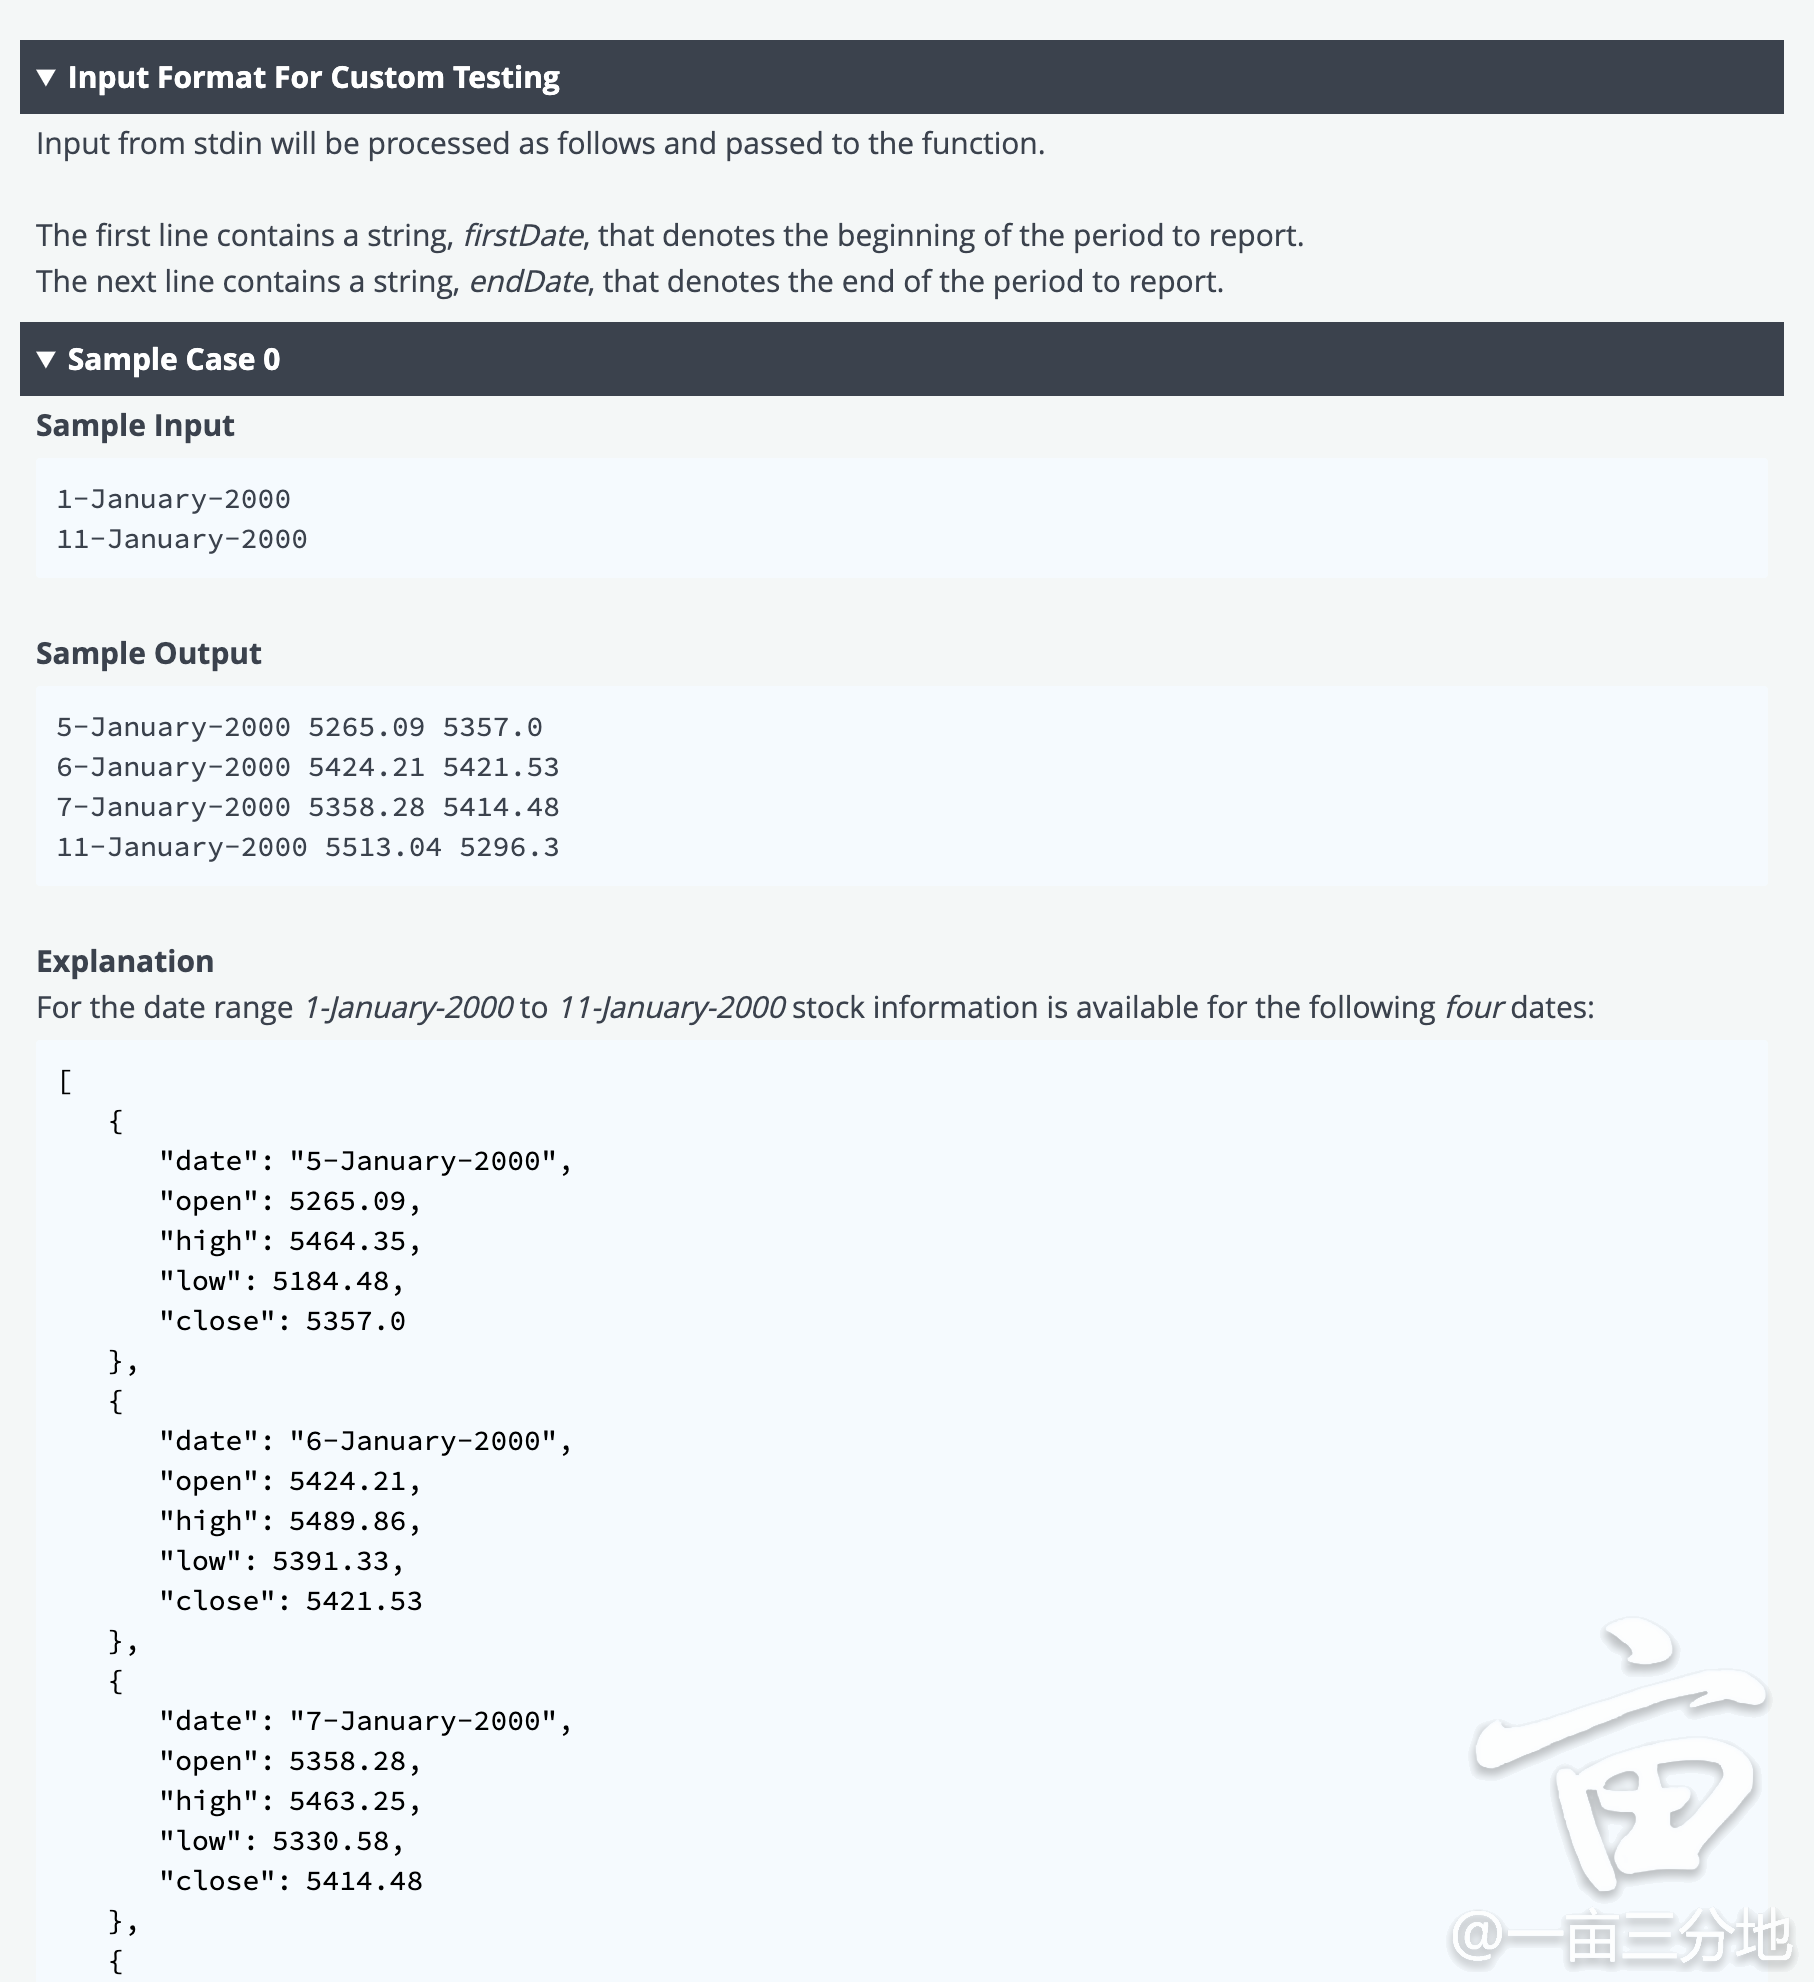 ▼ Input Format For Custom Testing
Input from stdin will be processed as follows and passed to the function.
The first line contains a string, firstDate, that denotes the beginning of the period to report.
The next line contains a string, endDate, that denotes the end of the period to report.
▼ Sample Case 0
Sample Input
1-January-2000
11-January-2000
Sample Output
5-January-2000 5265.09 5357.0
6-January-2000 5424.21 5421.53
7-January-2000 5358.28 5414.48
11-January-2000 5513.04 5296.3
Explanation
For the date range 1-January-2000 to 11-January-2000 stock information is available for the following four dates:
[
{
"date": "5-January-2000",
"open": 5265.09,
"high": 5464.35,
"low": 5184.48,
"close": 5357.0
},
{
"date": "6-January-2000",
"open": 5424.21,
"high": 5489.86,
"low": 5391.33,
"close": 5421.53
},
{
"date": "7-January-2000",
"open": 5358.28,
"high": 5463.25,
"low": 5330.58,
"close": 5414.48
},
{
亩
@一亩三分地